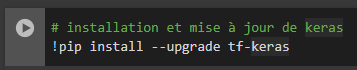 # installation et mise à jour de keras
!pip install --upgrade tf-keras